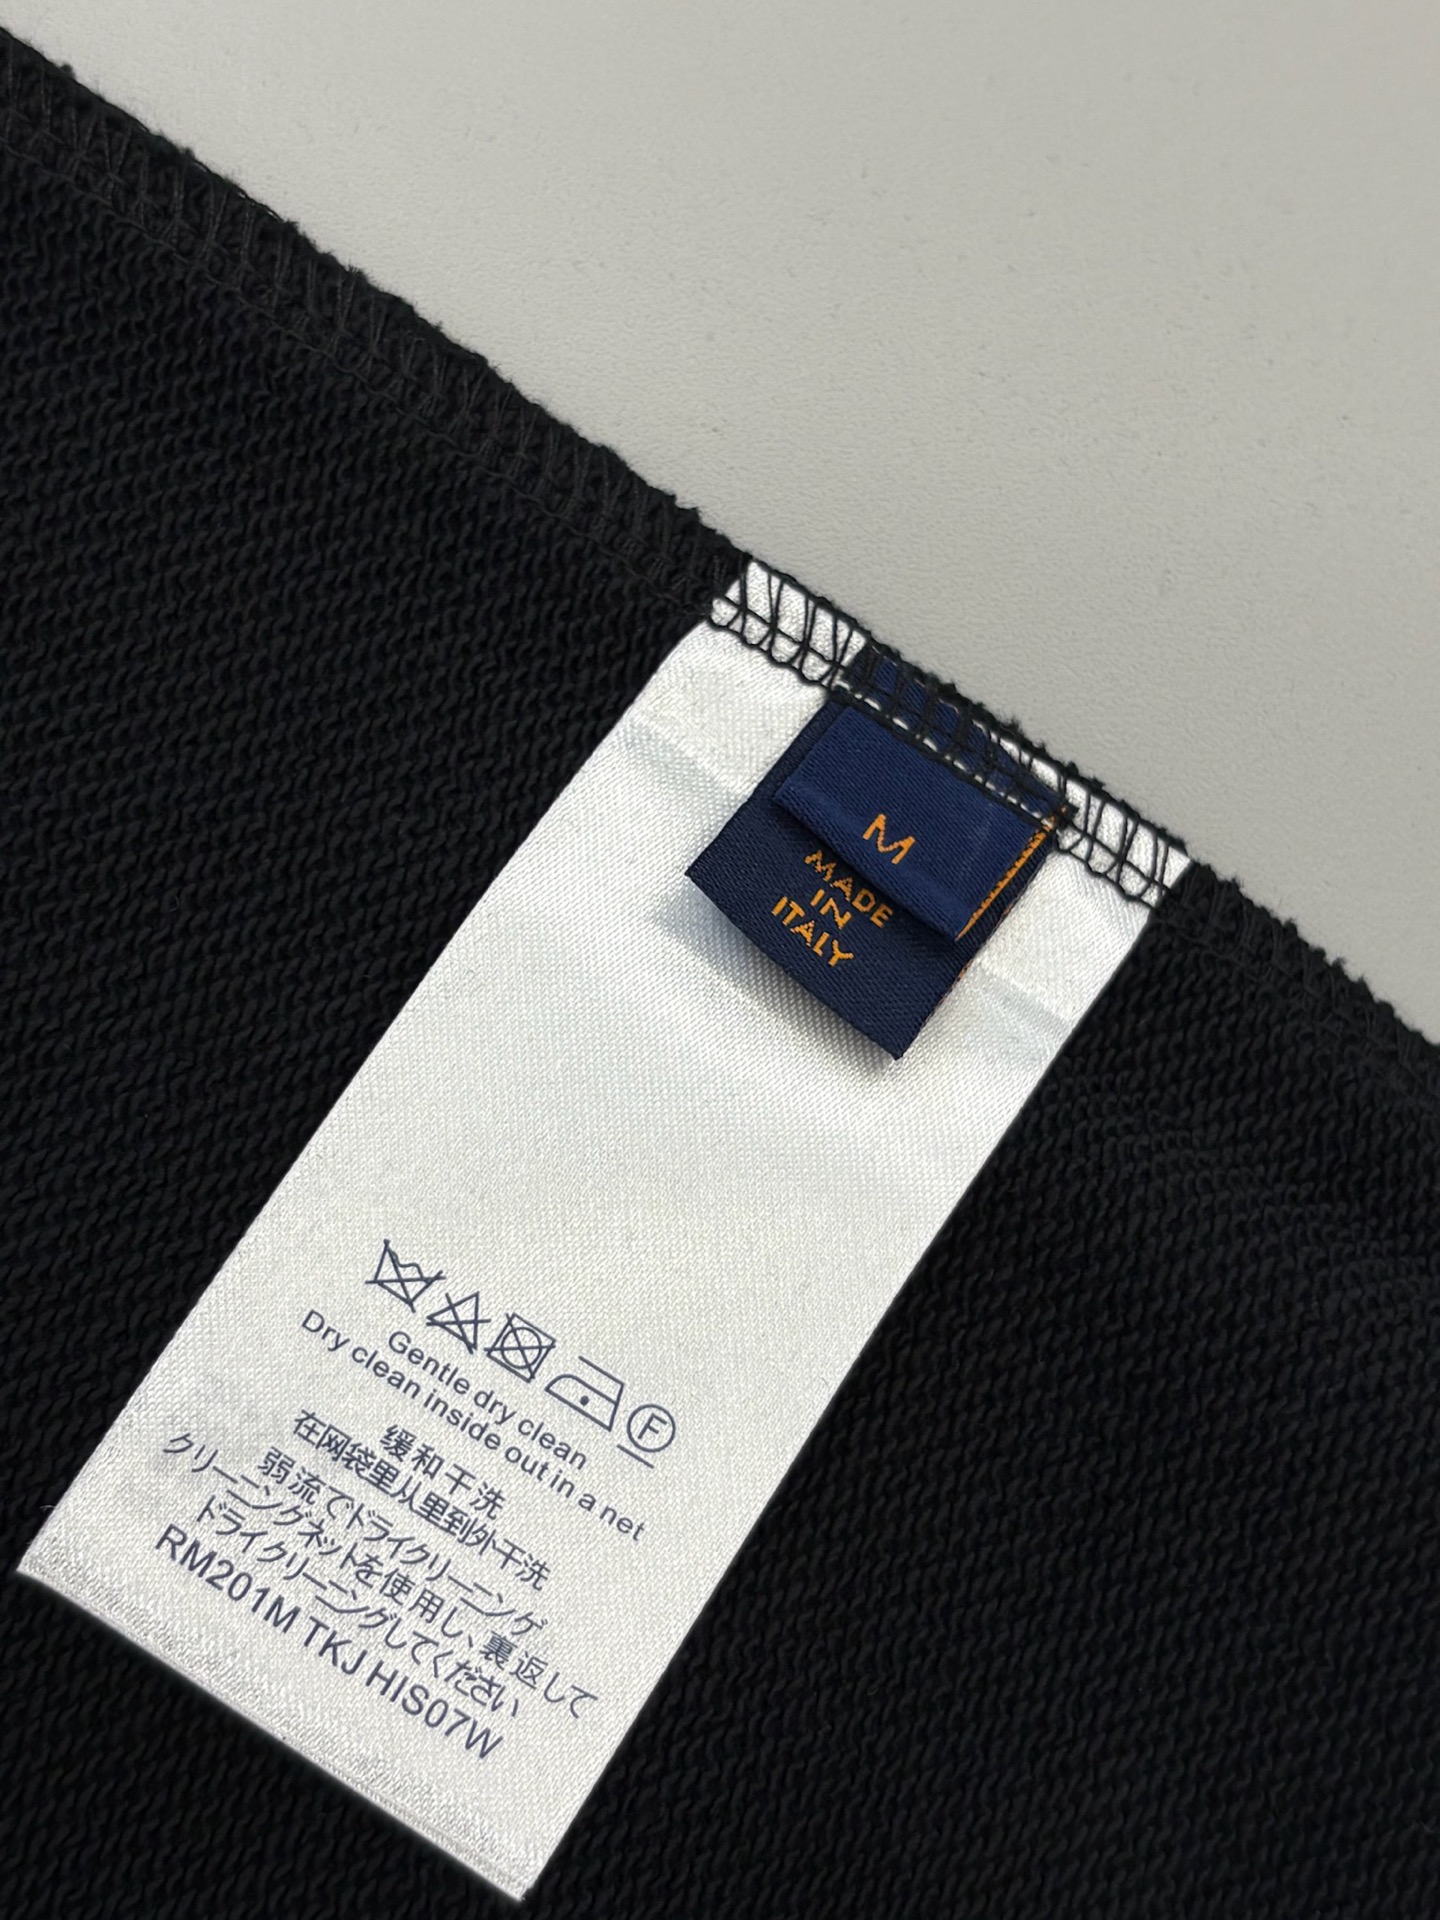 M
MADE
IN
ITALY
F
Gentle dry clean
Dry clean inside out in a net
缓和干洗
在网袋里从里到外干洗
弱流でドライクリーニング
クリーニングネットを使用し、裏返して
ドライクリーニングしてください
RM201M TKJ HIS07W